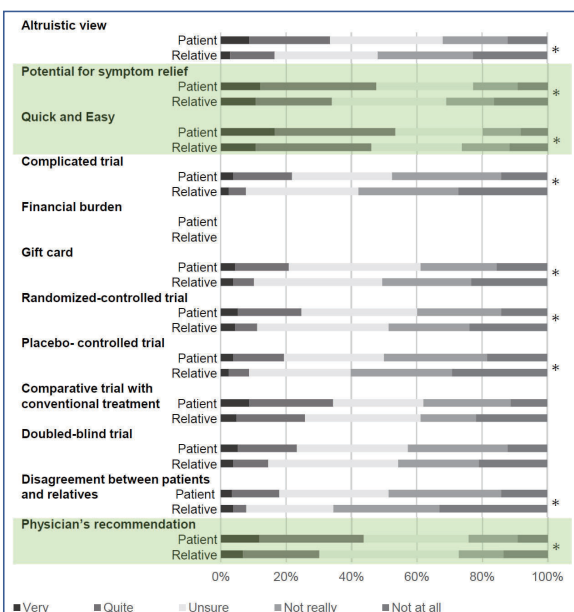 Altruistic view
Patient
Relative *
Potential for symptom relief
Patient
Relative *
Quick and Easy
Patient
Relative *
Complicated trial
Patient *
Relative
Financial burden
Patient
Relative
Gift card
Patient *
Relative
Randomized-controlled trial
Patient *
Relative
Placebo- controlled trial
Patient
Relative *
Comparative trial with
conventional treatment Patient
Relative
Doubled-blind trial
Patient
Relative
Disagreement between patients
and relatives Patient
Relative *
Physician's recommendation
Patient *
Relative
0% 20% 40% 60% 80% 100%
Very Quite Unsure Not really Not at all